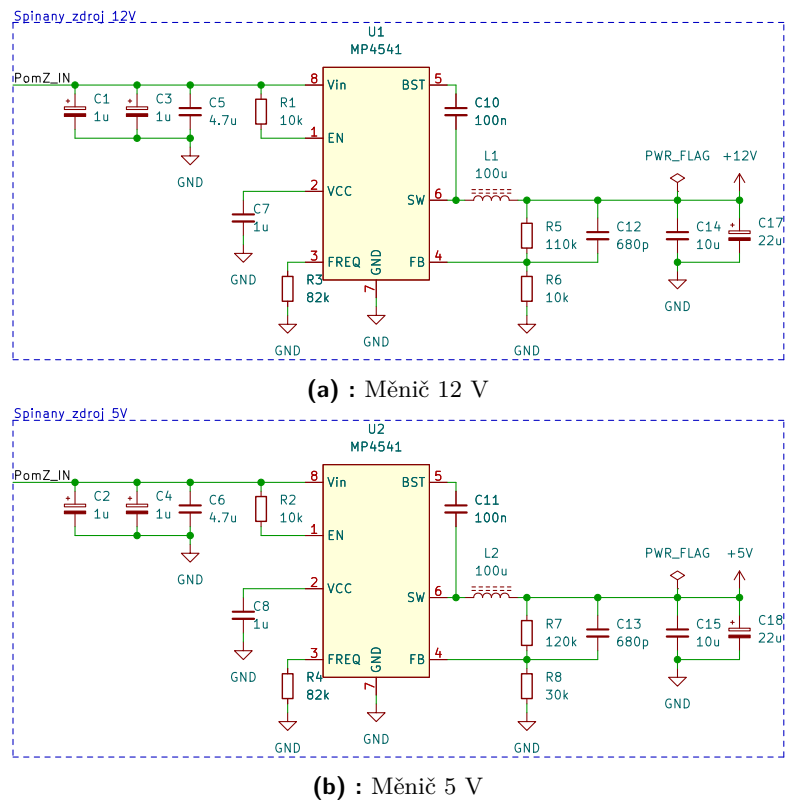 Spinany_zdroj 12V
U1
MP4541
PomZ_IN
C1
1u
C3
1u
C5
4.7u
R1
10k
8 Vin
1 EN
2 VCC
3 FREQ
GND 7
BST 5
SW 6
FB 4
GND
C7
1u
GND
R3
82k
GND
GND
C10
100n
L1
100u
R5
110k
C12
680p
R6
10k
GND
PWR_FLAG
+12V
C14
10u
C17
22u
GND
(a) : Měnič 12 V
Spinany_zdroj 5V
U2
MP4541
PomZ_IN
C2
1u
C4
1u
C6
4.7u
R2
10k
8 Vin
1 EN
2 VCC
3 FREQ
GND 7
BST 5
SW 6
FB 4
GND
C8
1u
GND
R4
82k
GND
GND
C11
100n
L2
100u
R7
120k
C13
680p
R8
30k
GND
PWR_FLAG
+5V
C15
10u
C18
22u
GND
(b) : Měnič 5 V